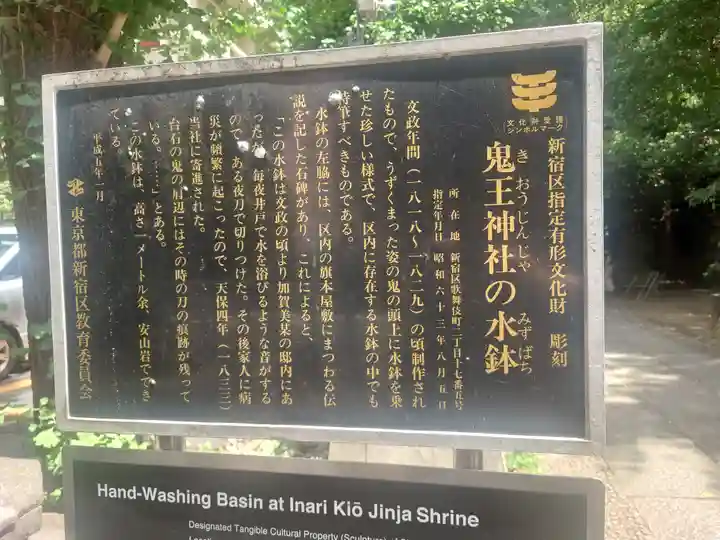 文化財愛護
シンボルマーク
新宿区指定有形文化財　彫刻
き おうじんじゃ　みずばち
鬼王神社の水鉢
所在地　新宿区歌舞伎町二丁目十七番五号
指定年月日　昭和六十三年八月五日
文政年間（一八一八～一八二九）の頃制作され
たもので、うずくまった姿の鬼の頭上に水鉢を乗
せた珍しい様式で、区内に存在する水鉢の中でも
特筆すべきものである。
水鉢の左脇には、区内の旗本屋敷にまつわる伝
説を記した石碑があり、これによると、
「この水鉢は文政の頃より加賀美某の邸内にあ
ったが、毎夜井戸で水を浴びるような音がする
ので、ある夜刀で切りつけた。その後家人に病
災が頻繁に起こったので、天保四年（一八三三）
当社に寄進された。
台石の鬼の肩辺にはその時の刀の痕跡が残って
いる、……」とある。
この水鉢は、高さ一メートル余、安山岩ででき
ている。
平成五年一月
東京都新宿区教育委員会
Hand-Washing Basin at Inari Kiō Jinja Shrine
Designated Tangible Cultural Property (Sculpture)